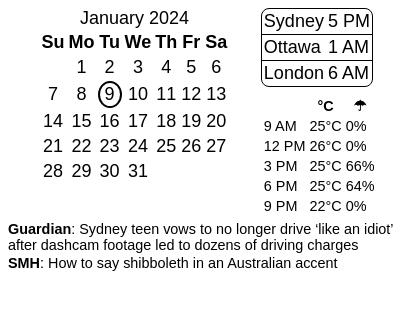 January 2024
Su Mo Tu We Th Fr Sa
1 2 3 4 5 6
7 8 9 10 11 12 13
14 15 16 17 18 19 20
21 22 23 24 25 26 27
28 29 30 31
Sydney 5 PM
Ottawa 1 AM
London 6 AM
°C ☂
9 AM 25°C 0%
12 PM 26°C 0%
3 PM 25°C 66%
6 PM 25°C 64%
9 PM 22°C 0%
Guardian: Sydney teen vows to no longer drive ‘like an idiot’
after dashcam footage led to dozens of driving charges
SMH: How to say shibboleth in an Australian accent